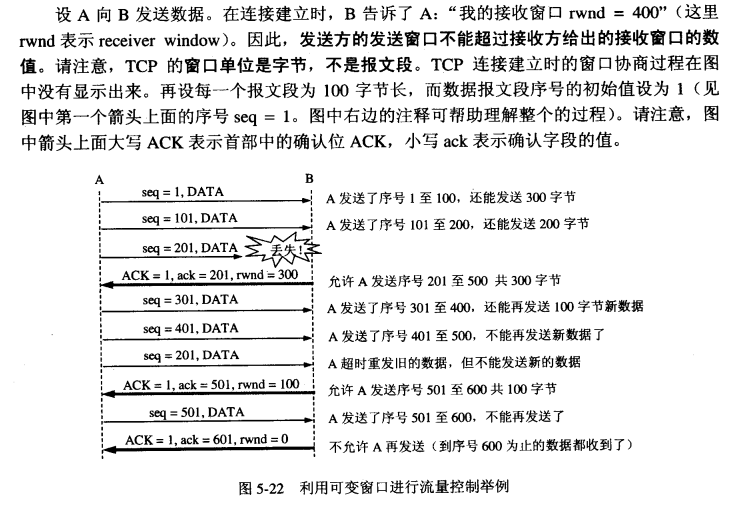 设 A 向 B 发送数据。在连接建立时，B 告诉了 A：“我的接收窗口 rwnd = 400”（这里
rwnd 表示 receiver window）。因此，发送方的发送窗口不能超过接收方给出的接收窗口的数
值。请注意，TCP 的窗口单位是字节，不是报文段。TCP 连接建立时的窗口协商过程在图
中没有显示出来。再设每一个报文段为 100 字节长，而数据报文段序号的初始值设为 1（见
图中第一个箭头上面的序号 seq = 1。图中右边的注释可帮助理解整个的过程）。请注意，图
中箭头上面大写 ACK 表示首部中的确认位 ACK，小写 ack 表示确认字段的值。
A B
seq = 1, DATA A 发送了序号 1 至 100，还能发送 300 字节
seq = 101, DATA A 发送了序号 101 至 200，还能发送 200 字节
seq = 201, DATA 丢失！
ACK = 1, ack = 201, rwnd = 300 允许 A 发送序号 201 至 500 共 300 字节
seq = 301, DATA A 发送了序号 301 至 400，还能再发送 100 字节新数据
seq = 401, DATA A 发送了序号 401 至 500，不能再发送新数据了
seq = 201, DATA A 超时重发旧的数据，但不能发送新的数据
ACK = 1, ack = 501, rwnd = 100 允许 A 发送序号 501 至 600 共 100 字节
seq = 501, DATA A 发送了序号 501 至 600，不能再发送了
ACK = 1, ack = 601, rwnd = 0 不允许 A 再发送（到序号 600 为止的数据都收到了）
图 5-22 利用可变窗口进行流量控制举例